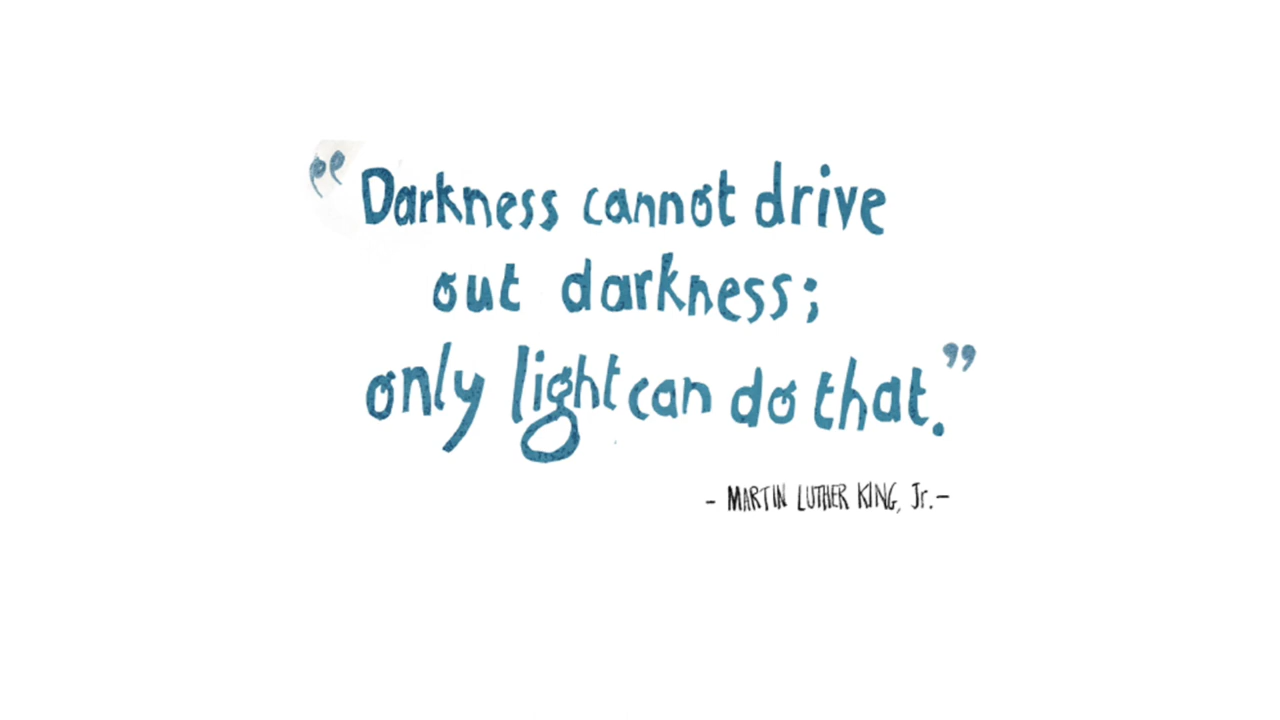 “Darkness cannot drive
out darkness;
only light can do that.”
- MARTIN LUTHER KING, Jr.-